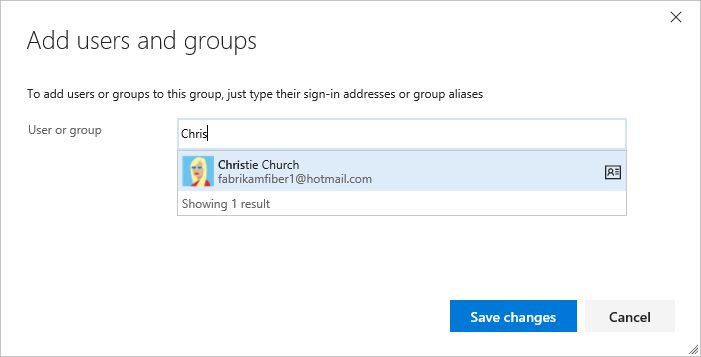 Add users and groups
To add users or groups to this group, just type their sign-in addresses or group aliases
User or group
Chris
Christie Church
fabrikamfiber1@hotmail.com
Showing 1 result
Save changes
Cancel